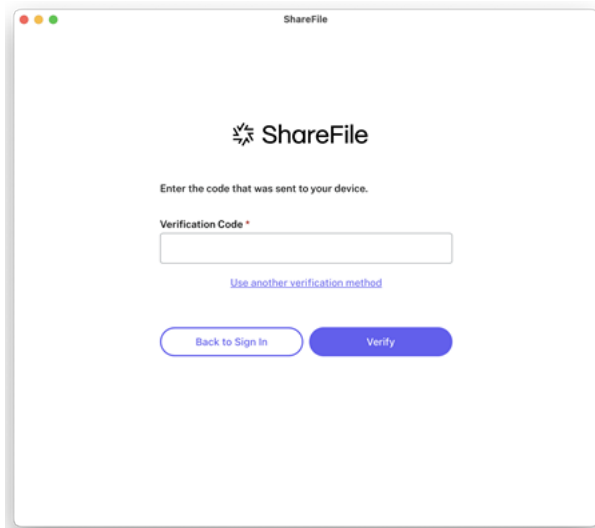 ShareFile
ShareFile
Enter the code that was sent to your device.
Verification Code *
Use another verification method
Back to Sign In
Verify